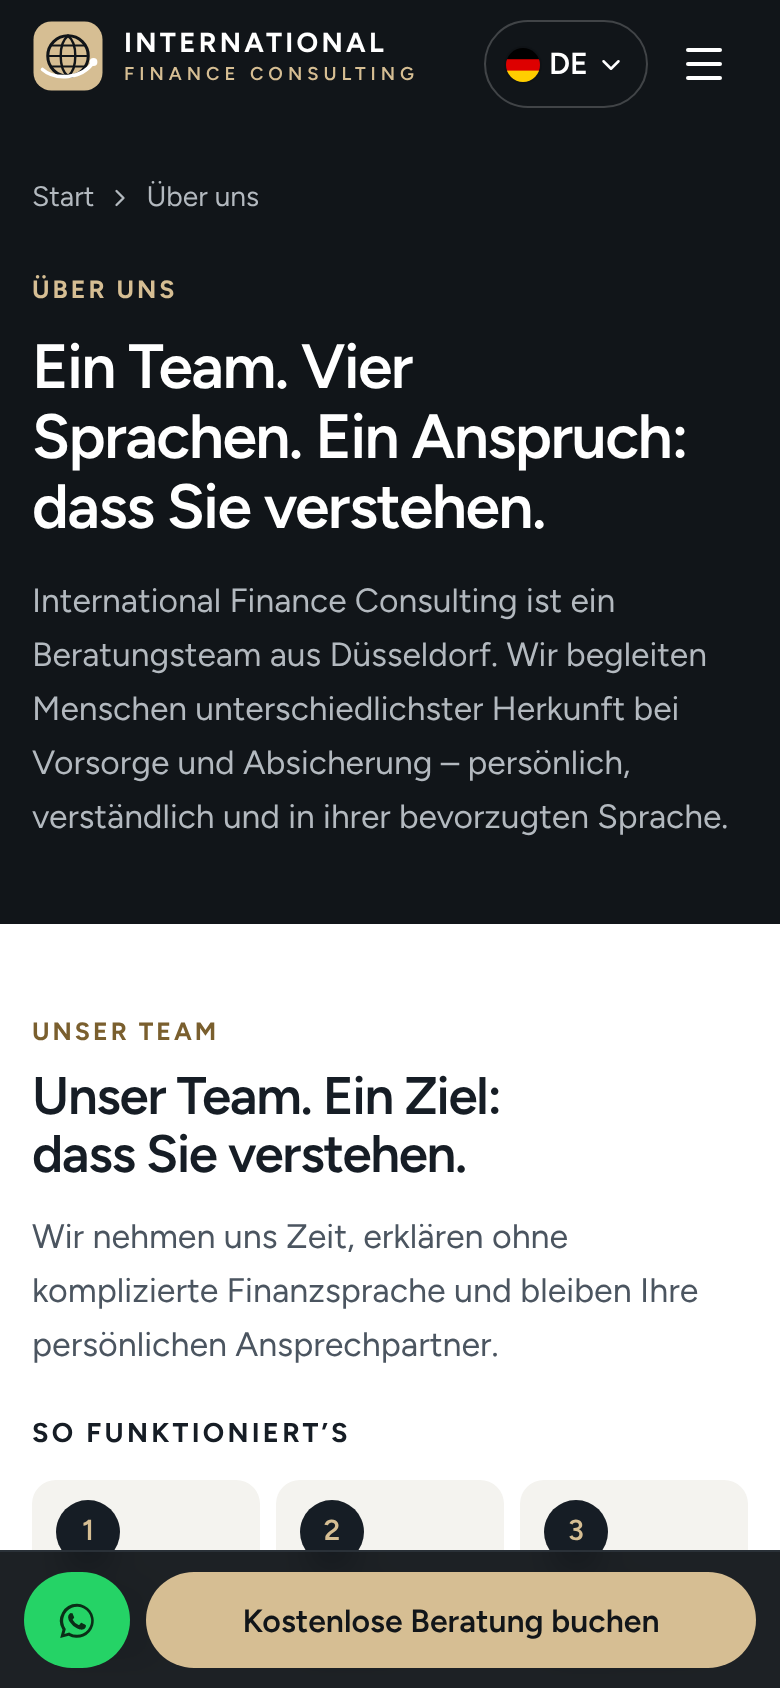 INTERNATIONAL
FINANCE CONSULTING
DE
Start > Über uns
ÜBER UNS
Ein Team. Vier
Sprachen. Ein Anspruch:
dass Sie verstehen.
International Finance Consulting ist ein
Beratungsteam aus Düsseldorf. Wir begleiten
Menschen unterschiedlichster Herkunft bei
Vorsorge und Absicherung – persönlich,
verständlich und in ihrer bevorzugten Sprache.
UNSER TEAM
Unser Team. Ein Ziel:
dass Sie verstehen.
Wir nehmen uns Zeit, erklären ohne
komplizierte Finanzsprache und bleiben Ihre
persönlichen Ansprechpartner.
SO FUNKTIONIERT’S
1 2 3
Kostenlose Beratung buchen